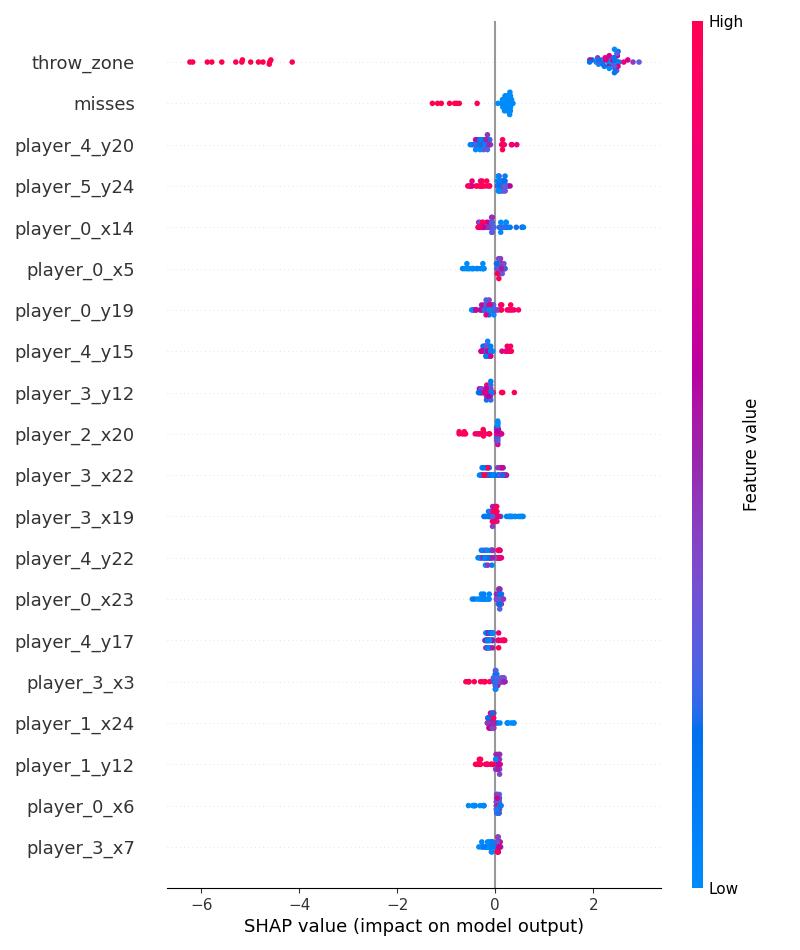 High
throw_zone
misses
player_4_y20
player_5_y24
player_0_x14
player_0_x5
player_0_y19
player_4_y15
player_3_y12
player_2_x20
player_3_x22
player_3_x19
player_4_y22
player_0_x23
player_4_y17
player_3_x3
player_1_x24
player_1_y12
player_0_x6
player_3_x7
Feature value
Low
−6 −4 −2 0 2
SHAP value (impact on model output)